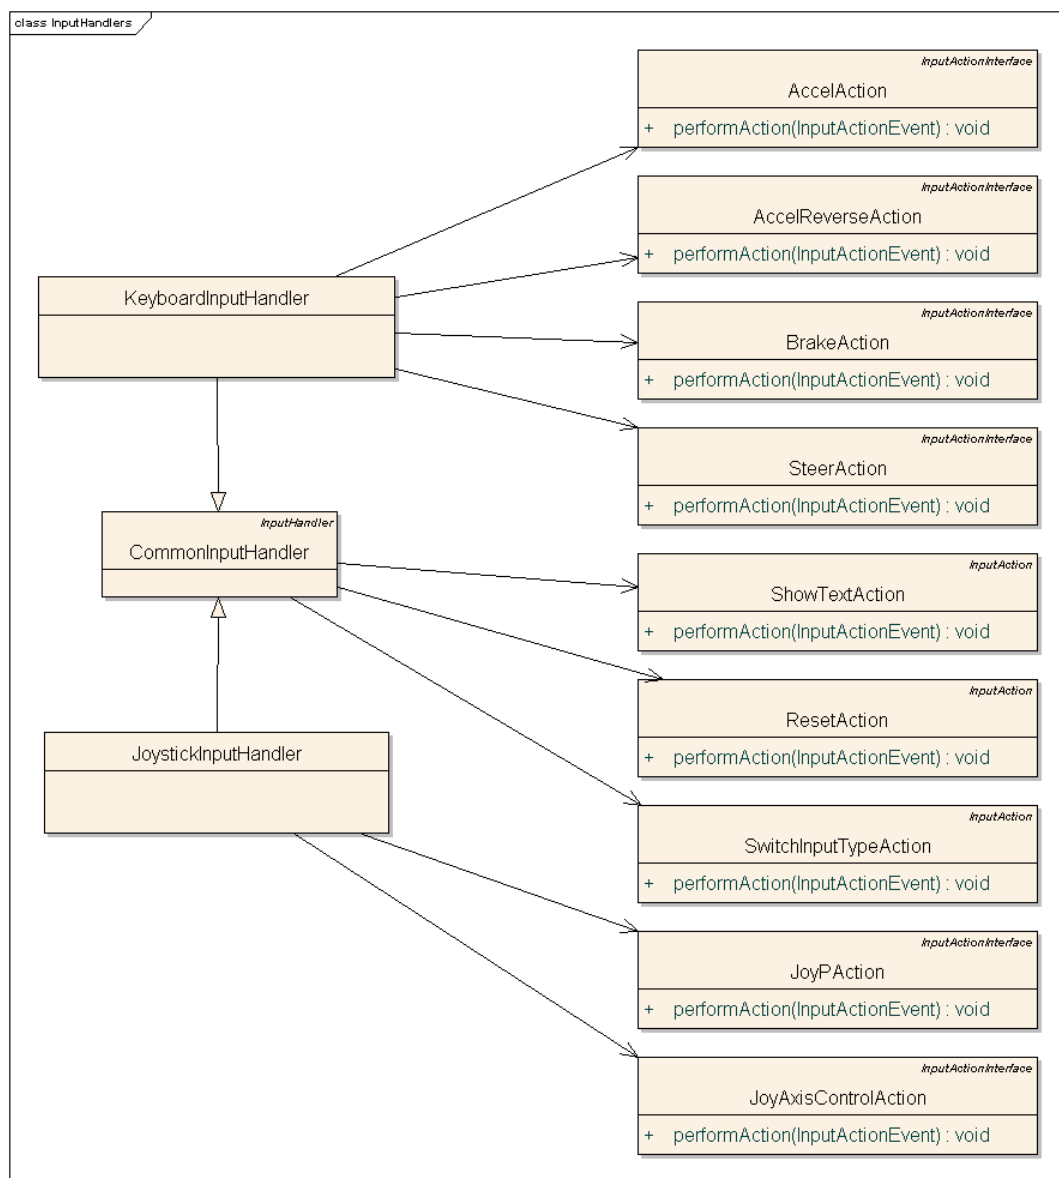 class InputHandlers
InputActionInterface
AccelAction
+ performAction(InputActionEvent) : void
InputActionInterface
AccelReverseAction
+ performAction(InputActionEvent) : void
KeyboardInputHandler
InputActionInterface
BrakeAction
+ performAction(InputActionEvent) : void
InputActionInterface
SteerAction
+ performAction(InputActionEvent) : void
InputHandler
CommonInputHandler
InputAction
ShowTextAction
+ performAction(InputActionEvent) : void
InputAction
ResetAction
+ performAction(InputActionEvent) : void
JoystickInputHandler
InputAction
SwitchInputTypeAction
+ performAction(InputActionEvent) : void
InputActionInterface
JoyPAction
+ performAction(InputActionEvent) : void
InputActionInterface
JoyAxisControlAction
+ performAction(InputActionEvent) : void